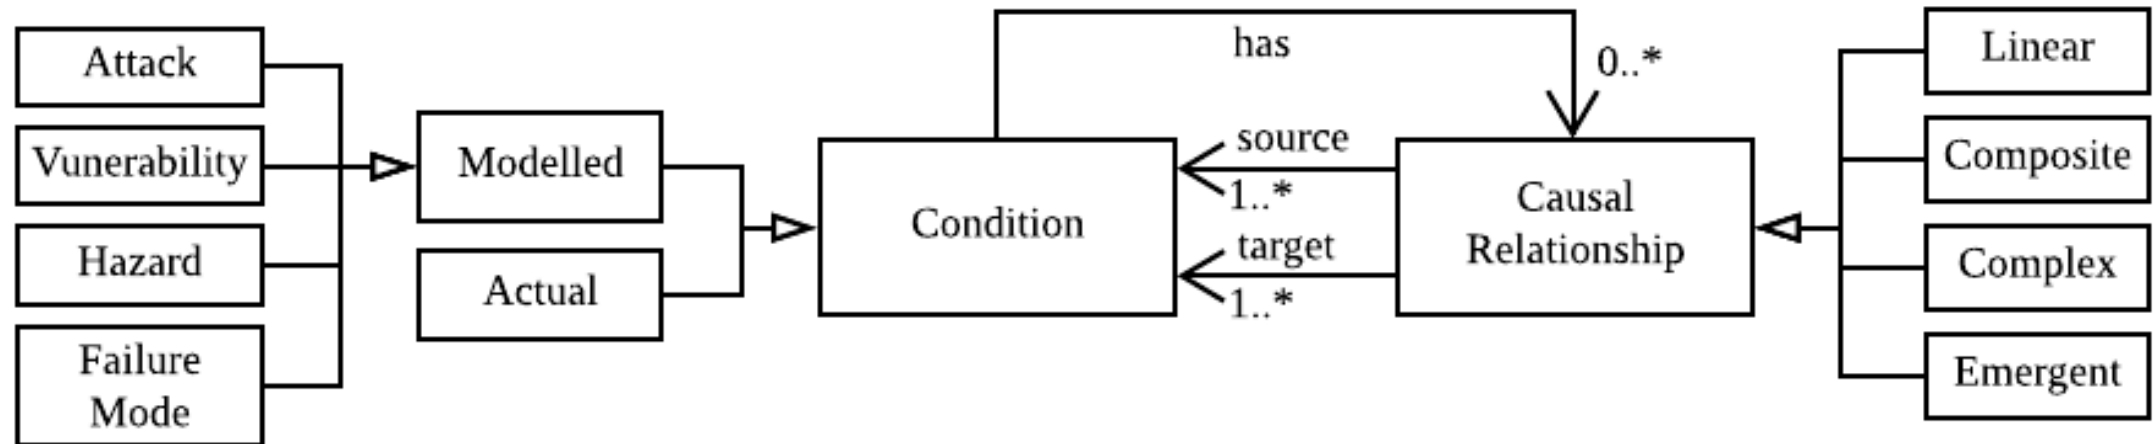 Attack
Vunerability
Hazard
Failure
Mode
Modelled
Actual
Condition
has
0..*
source
1..*
target
1..*
Causal
Relationship
Linear
Composite
Complex
Emergent